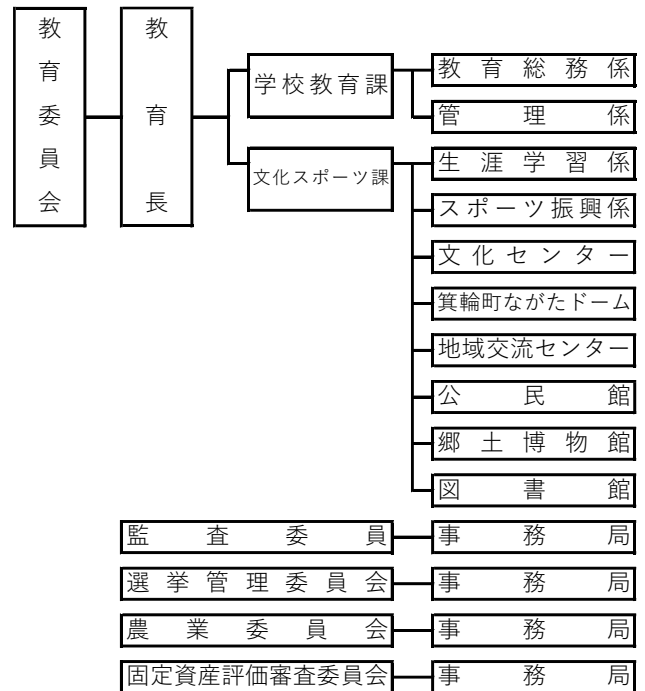 教育委員会
教育長
学校教育課
教育総務係
管理係
文化スポーツ課
生涯学習係
スポーツ振興係
文化センター
箕輪町ながたドーム
地域交流センター
公民館
郷土博物館
図書館
監査委員
事務局
選挙管理委員会
事務局
農業委員会
事務局
固定資産評価審査委員会
事務局